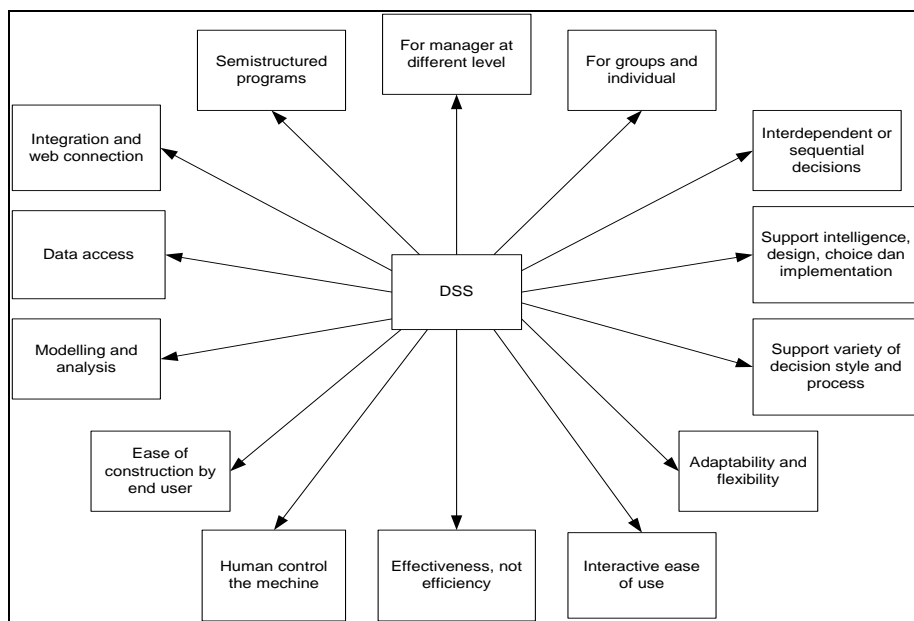 For manager at
different level
Semistructured
programs
For groups and
individual
Integration and
web connection
Interdependent or
sequential
decisions
Data access
Support intelligence,
design, choice dan
implementation
DSS
Modelling and
analysis
Support variety of
decision style and
process
Ease of
construction by
end user
Adaptability and
flexibility
Human control
the mechine
Effectiveness, not
efficiency
Interactive ease
of use